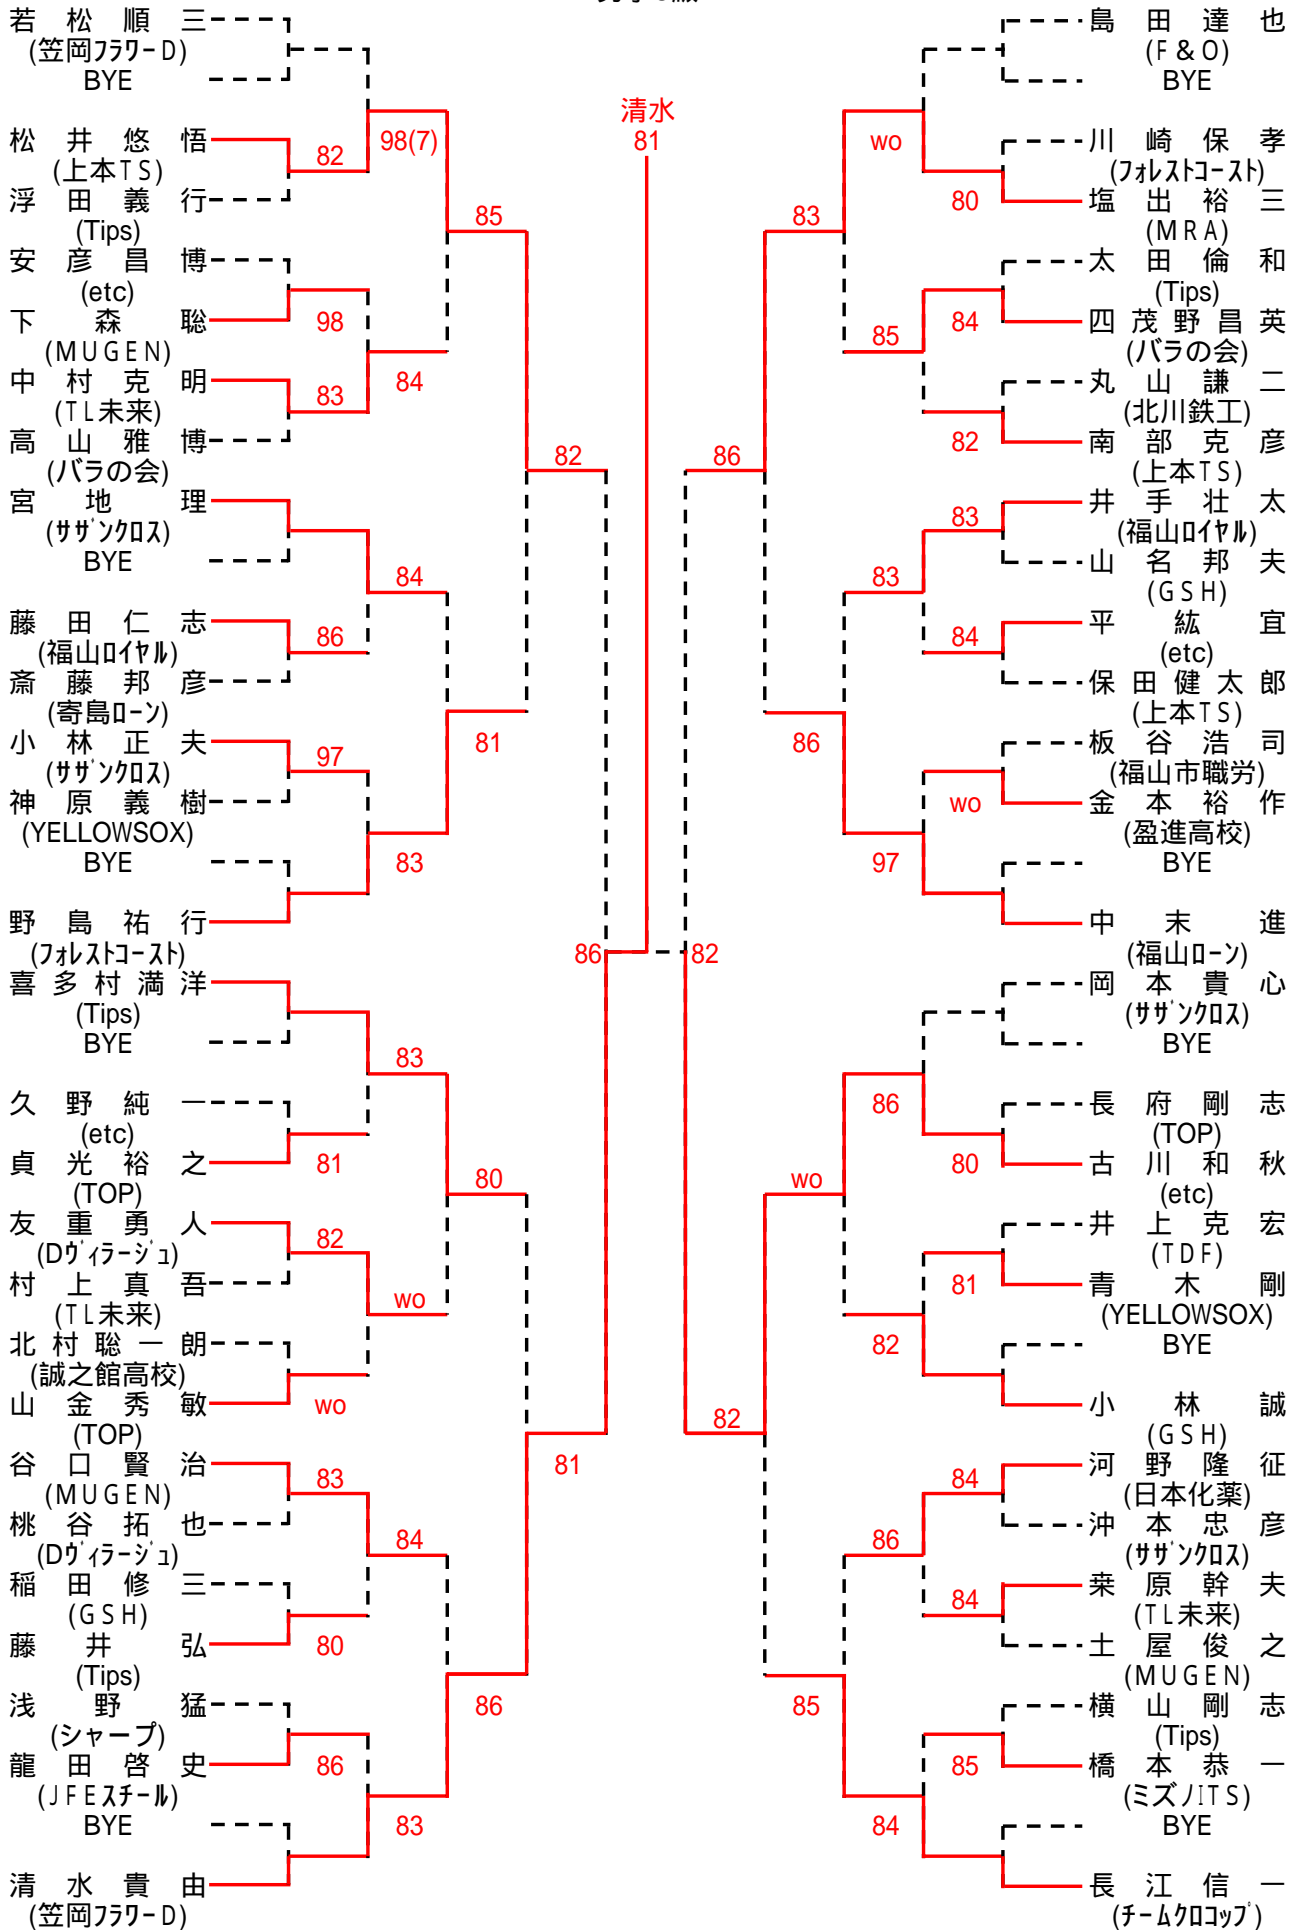 若松順三
(笠岡フラワーD)
BYE
松井悠悟
(上本TS)
浮田義行
(Tips)
安彦昌博
(etc)
下森聡
(MUGEN)
中村克明
(TL未来)
高山雅博
(バラの会)
宮地理
(サザンクロス)
BYE
藤田仁志
(福山ロイヤル)
斎藤邦彦
(寄島ローン)
小林正夫
(サザンクロス)
神原義樹
(YELLOWSOX)
BYE
野島祐行
(フォレストコースト)
喜多村満洋
(Tips)
BYE
久野純一
(etc)
貞光裕之
(TOP)
友重勇人
(Dヴィラージュ)
村上真吾
(TL未来)
北村聡一朗
(誠之館高校)
山金秀敏
(TOP)
谷口賢治
(MUGEN)
桃谷拓也
(Dヴィラージュ)
稲田修三
(GSH)
藤井弘
(Tips)
浅野猛
(シャープ)
龍田啓史
(JFEスチール)
BYE
清水貴由
(笠岡フラワーD)
82
98
83
86
97
81
82
wo
83
80
86
98(7)
84
84
83
83
wo
84
83
85
81
80
86
82
81
86
清水
81
82
86
82
83
86
wo
85
wo
85
83
97
86
82
86
84
80
84
82
83
84
wo
80
81
84
84
85
島田達也
(F&O)
BYE
川崎保孝
(フォレストコースト)
塩出裕三
(MRA)
太田倫和
(Tips)
四茂野昌英
(バラの会)
丸山謙二
(北川鉄工)
南部克彦
(上本TS)
井手壮太
(福山ロイヤル)
山名邦夫
(GSH)
平紘宜
(etc)
保田健太郎
(上本TS)
板谷浩司
(福山市職労)
金本裕作
(盈進高校)
BYE
中末進
(福山ローン)
岡本貴心
(サザンクロス)
BYE
長府剛志
(TOP)
古川和秋
(etc)
井上克宏
(TDF)
青木剛
(YELLOWSOX)
BYE
小林誠
(GSH)
河野隆征
(日本化薬)
沖本忠彦
(サザンクロス)
桒原幹夫
(TL未来)
土屋俊之
(MUGEN)
横山剛志
(Tips)
橋本恭一
(ミズノITS)
BYE
長江信一
(チームクロコップ)